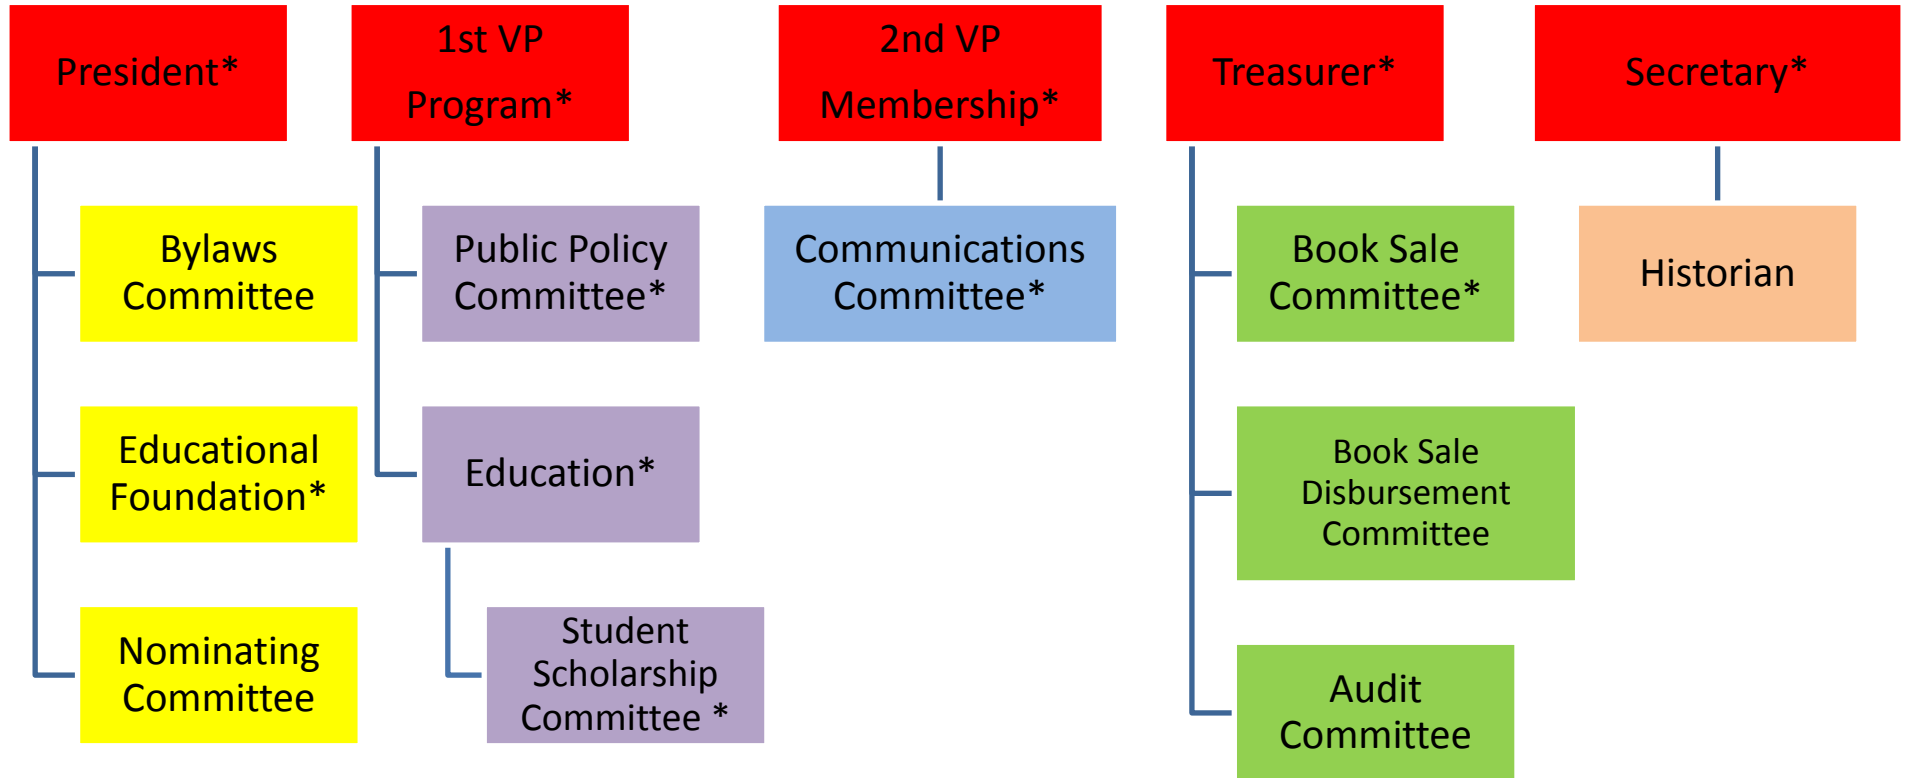 President*
1st VP
Program*
2nd VP
Membership*
Treasurer*
Secretary*
Bylaws
Committee
Public Policy
Committee*
Communications
Committee*
Book Sale
Committee*
Historian
Educational
Foundation*
Education*
Book Sale
Disbursement
Committee
Nominating
Committee
Student
Scholarship
Committee *
Audit
Committee